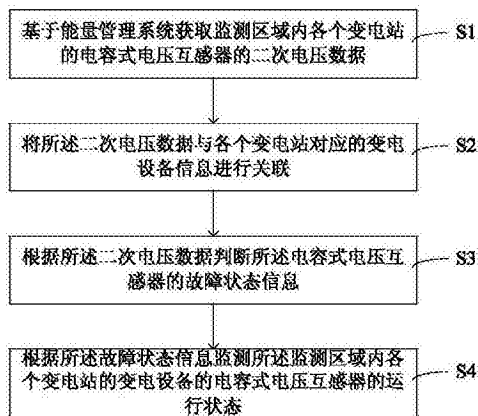 基于能量管理系统获取监测区域内各个变电站
的电容式电压互感器的二次电压数据
S1
将所述二次电压数据与各个变电站对应的变电
设备信息进行关联
S2
根据所述二次电压数据判断所述电容式电压互
感器的故障状态信息
S3
根据所述故障状态信息监测所述监测区域内各
个变电站的变电设备的电容式电压互感器的运
行状态
S4